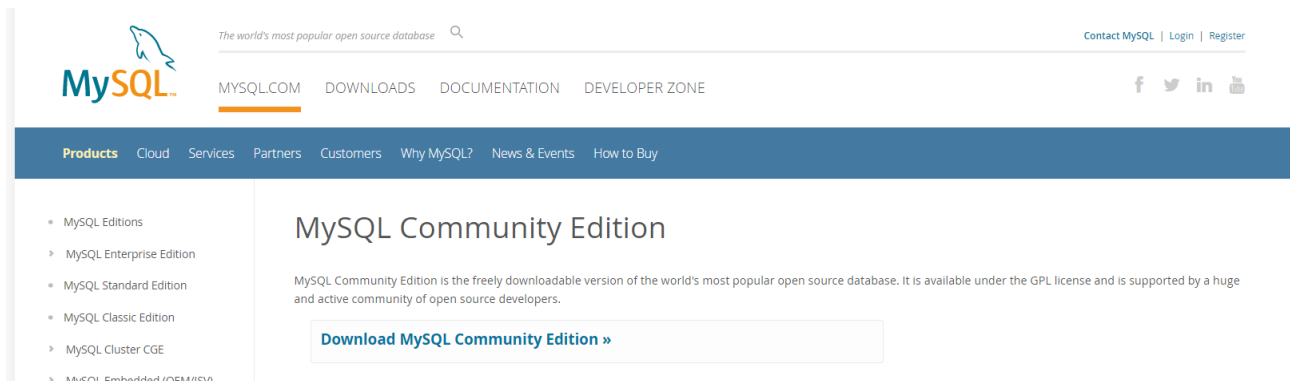 The world's most popular open source database
Contact MySQL | Login | Register
MySQL™
MYSQL.COM DOWNLOADS DOCUMENTATION DEVELOPER ZONE
Products Cloud Services Partners Customers Why MySQL? News & Events How to Buy
MySQL Editions
MySQL Enterprise Edition
MySQL Standard Edition
MySQL Classic Edition
MySQL Cluster CGE
MySQL Embedded (OEM/ISV)
MySQL Community Edition
MySQL Community Edition is the freely downloadable version of the world's most popular open source database. It is available under the GPL license and is supported by a huge
and active community of open source developers.
Download MySQL Community Edition »